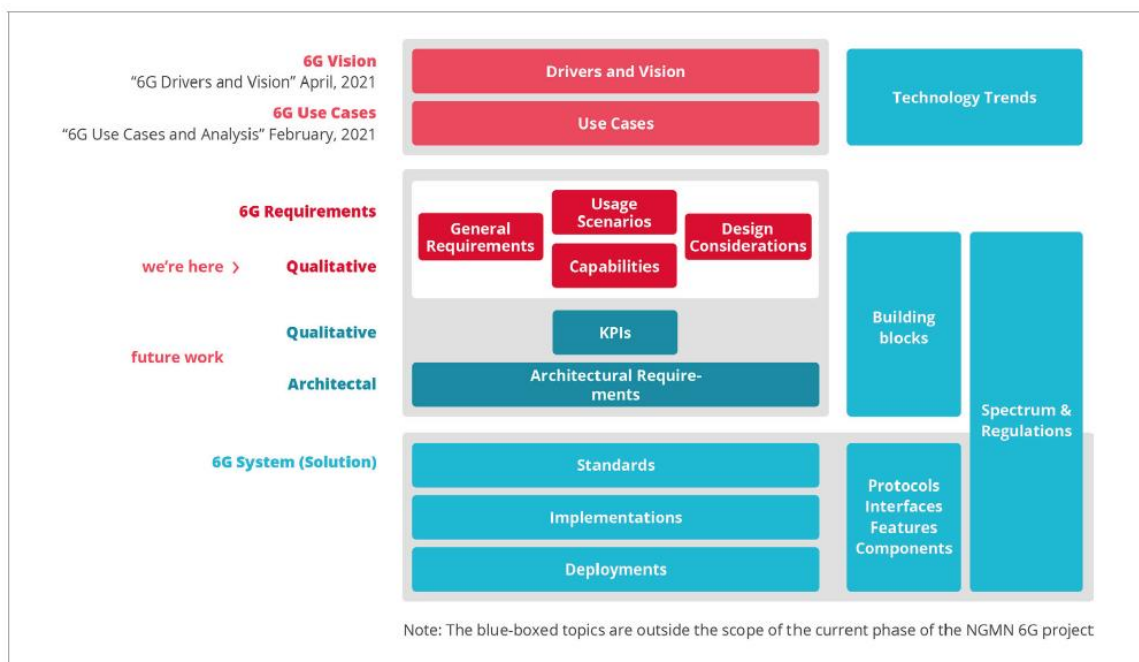 6G Vision
“6G Drivers and Vision” April, 2021
6G Use Cases
“6G Use Cases and Analysis” February, 2021
Drivers and Vision
Use Cases
Technology Trends
6G Requirements
we’re here >
Qualitative
General
Requirements
Usage
Scenarios
Capabilities
Design
Considerations
Qualitative
future work
Architectal
KPIs
Architectural Require-
ments
Building
blocks
Spectrum &
Regulations
6G System (Solution)
Standards
Implementations
Deployments
Protocols
Interfaces
Features
Components
Note: The blue-boxed topics are outside the scope of the current phase of the NGMN 6G project